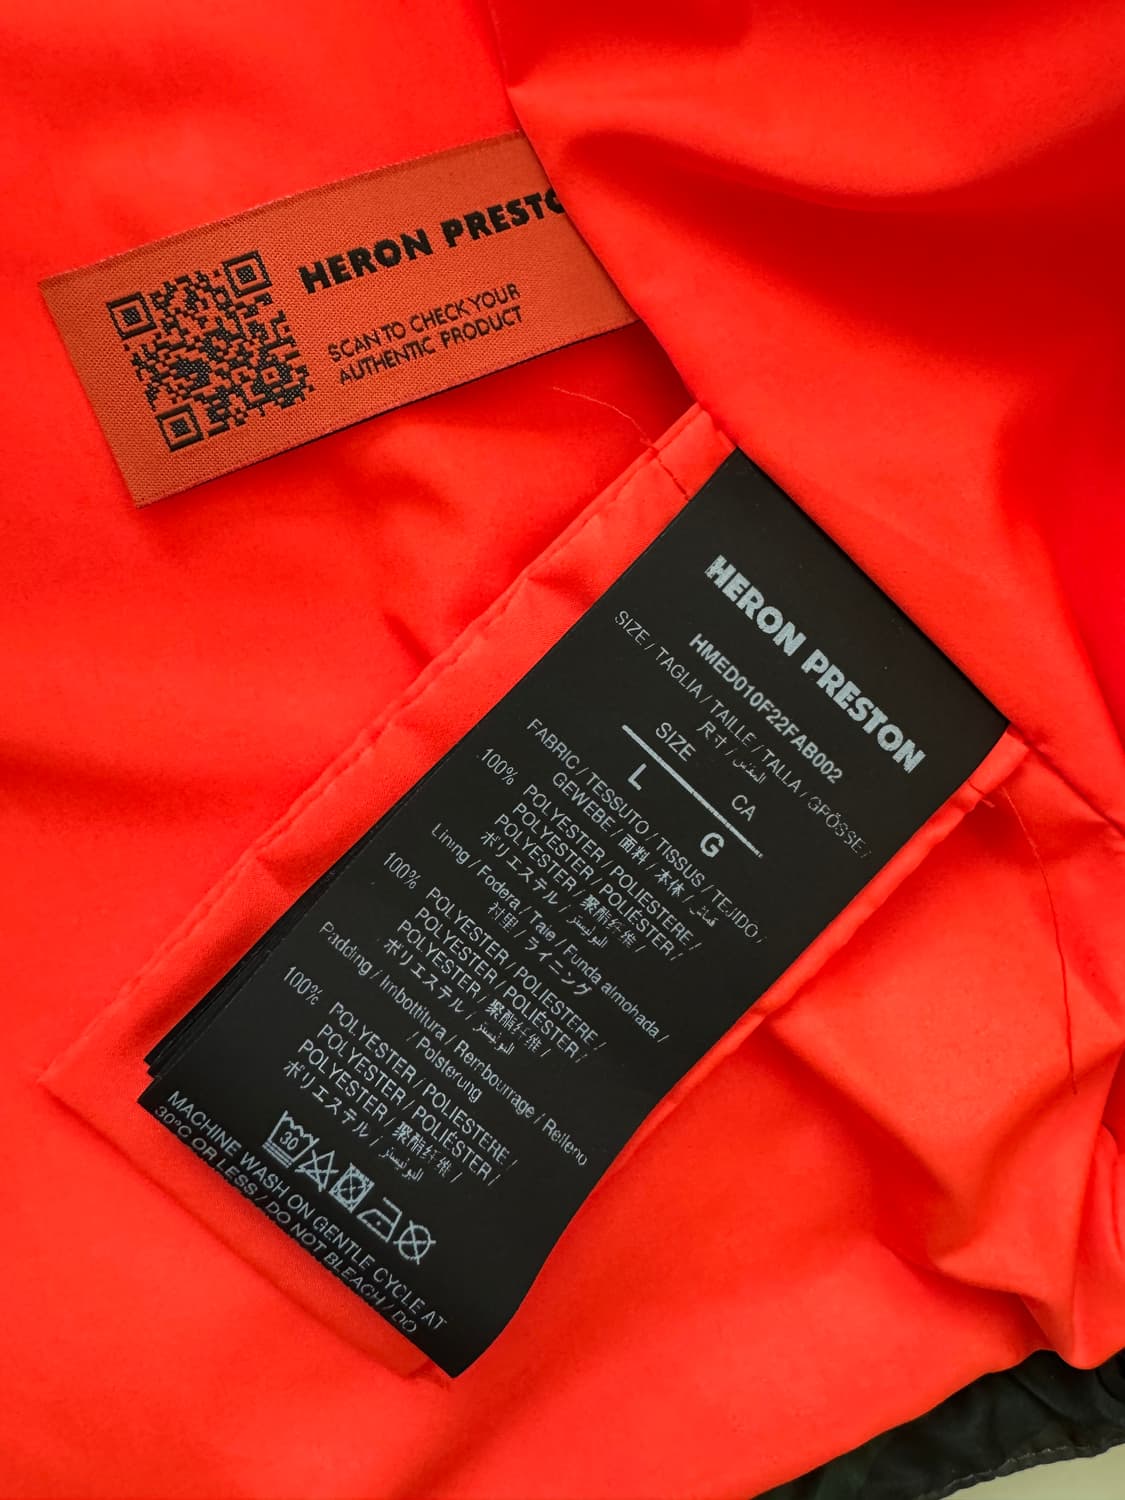 HERON PRESTO
SCAN TO CHECK YOUR
AUTHENTIC PRODUCT
HERON PRESTON
HMED010F22FAB002
SIZE / TAGLIA / TAILLE / TALLA / GRÖSSE /
尺寸 / المقاس
SIZE CA
L G
FABRIC / TESSUTO / TISSUS / TEJIDO /
GEWEBE / 面料 / 本体 / قماش
100% POLYESTER / POLIESTERE /
POLYESTER / POLIÉSTER /
POLYESTER / 聚酯纤维 /
ポリエステル / البوليستر
Lining / Fodera / Taie / Funda almohada /
衬里 / ライニング
100% POLYESTER / POLIESTERE /
POLYESTER / POLIÉSTER /
POLYESTER / 聚酯纤维 /
ポリエステル / البوليستر
Padding / Imbottitura / Rembourrage / Relleno
/ Polsterung
100% POLYESTER / POLIESTERE /
POLYESTER / POLIÉSTER /
POLYESTER / 聚酯纤维 /
ポリエステル / البوليستر
30
MACHINE WASH ON GENTLE CYCLE AT
30°C OR LESS / DO NOT BLEACH / DO